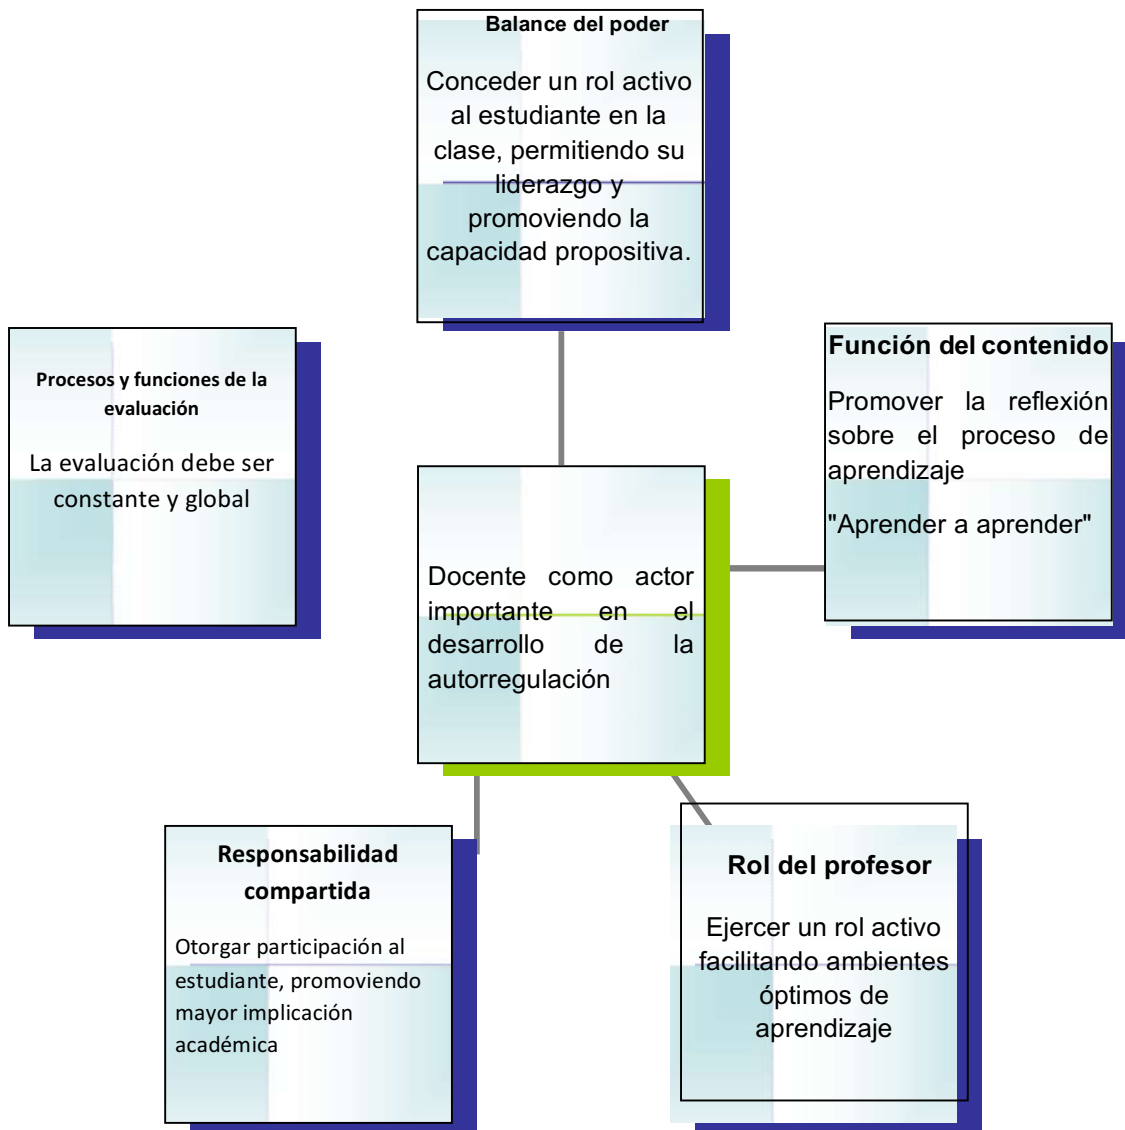 Balance del poder
Conceder un rol activo
al estudiante en la
clase, permitiendo su
liderazgo y
promoviendo la
capacidad propositiva.
Procesos y funciones de la
evaluación
La evaluación debe ser
constante y global
Función del contenido
Promover la reflexión
sobre el proceso de
aprendizaje
"Aprender a aprender"
Docente como actor
importante en el
desarrollo de la
autorregulación
Responsabilidad
compartida
Otorgar participación al
estudiante, promoviendo
mayor implicación
académica
Rol del profesor
Ejercer un rol activo
facilitando ambientes
óptimos de
aprendizaje